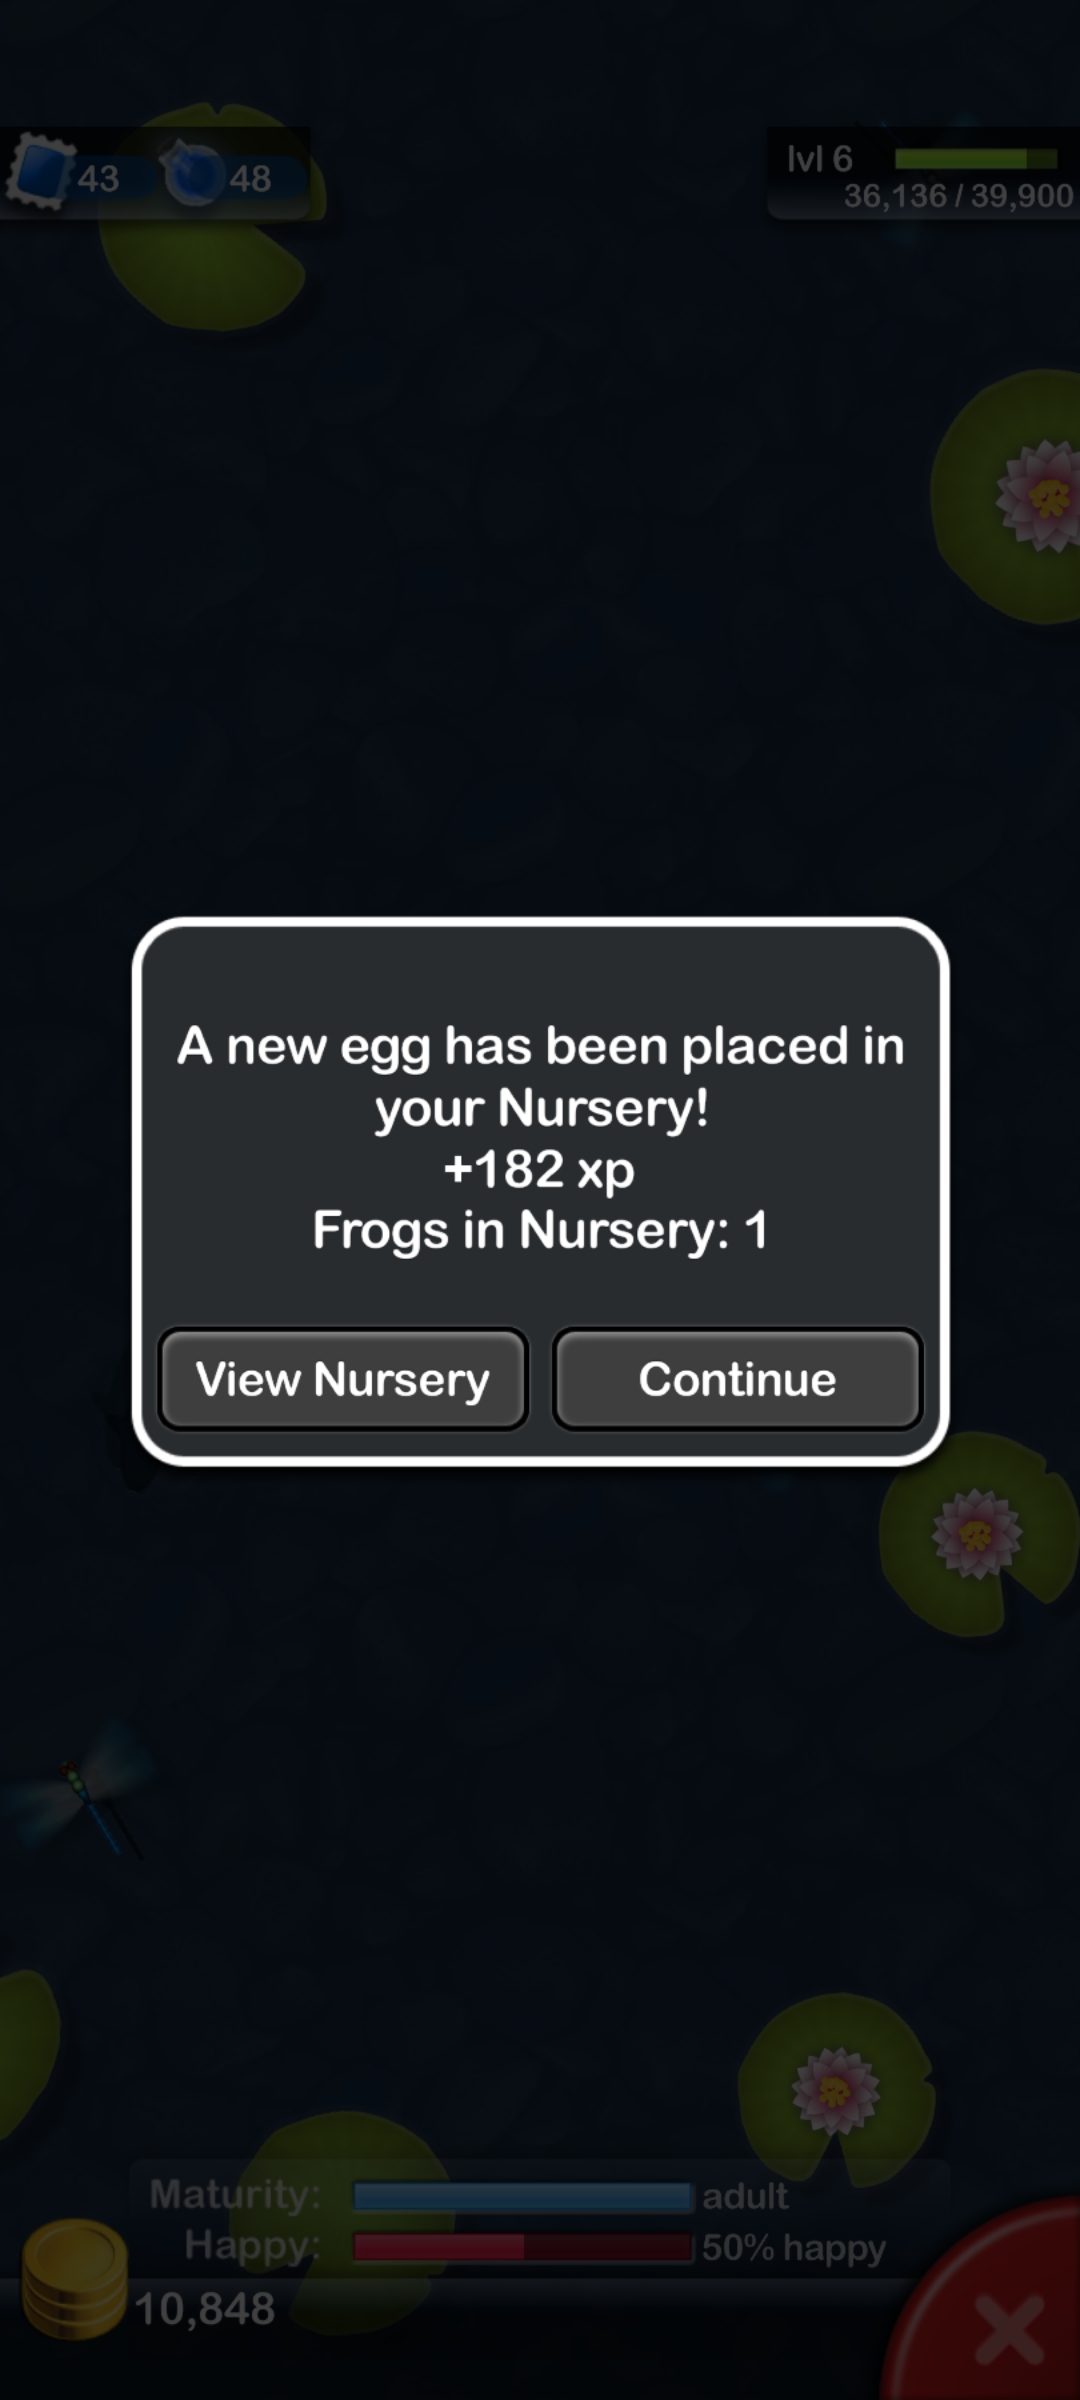 43 48 lvl 6
36,136 / 39,900
A new egg has been placed in
your Nursery!
+182 xp
Frogs in Nursery: 1
View Nursery Continue
Maturity: adult
Happy: 50% happy
10,848